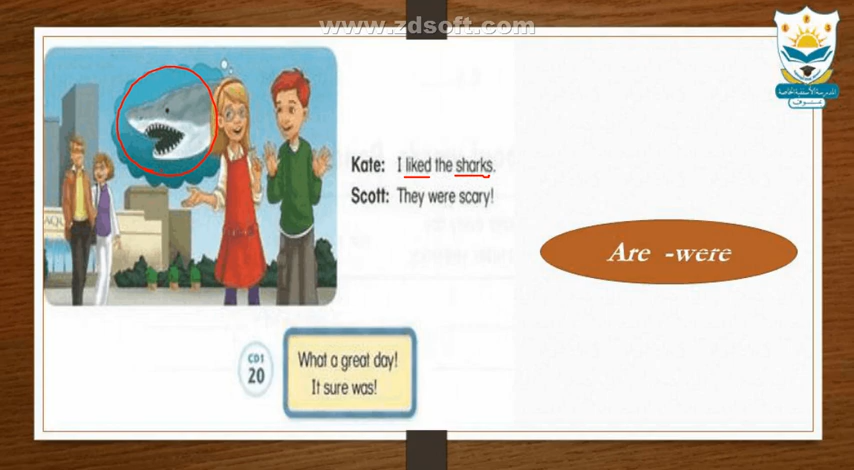 www.zdsoft.com
Kate: I liked the sharks.
Scott: They were scary!
Are -were
CD1
20
What a great day!
It sure was!
AQU